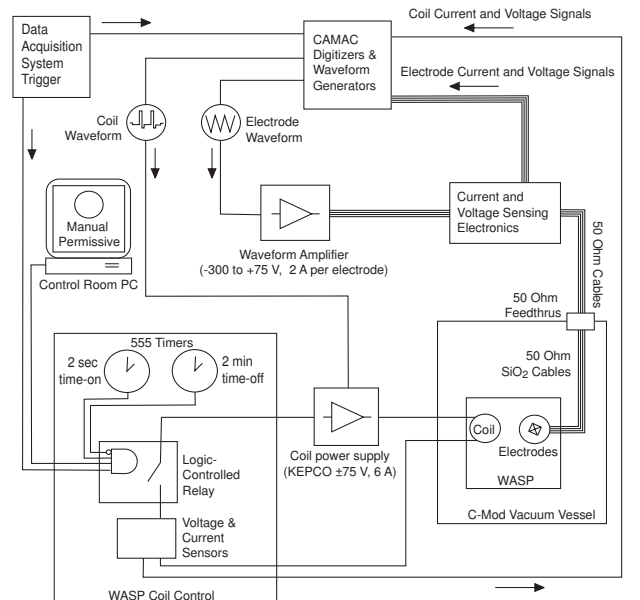 Data
Acquisition
System
Trigger
CAMAC
Digitizers &
Waveform
Generators
Coil Current and Voltage Signals
Electrode Current and Voltage Signals
Coil
Waveform
Electrode
Waveform
Manual
Permissive
Control Room PC
Waveform Amplifier
(-300 to +75 V, 2 A per electrode)
Current and
Voltage Sensing
Electronics
50 Ohm Cables
50 Ohm
Feedthrus
50 Ohm
SiO2 Cables
555 Timers
2 sec
time-on
2 min
time-off
Logic-
Controlled
Relay
Coil power supply
(KEPCO ±75 V, 6 A)
Coil
Electrodes
WASP
C-Mod Vacuum Vessel
Voltage &
Current
Sensors
WASP Coil Control